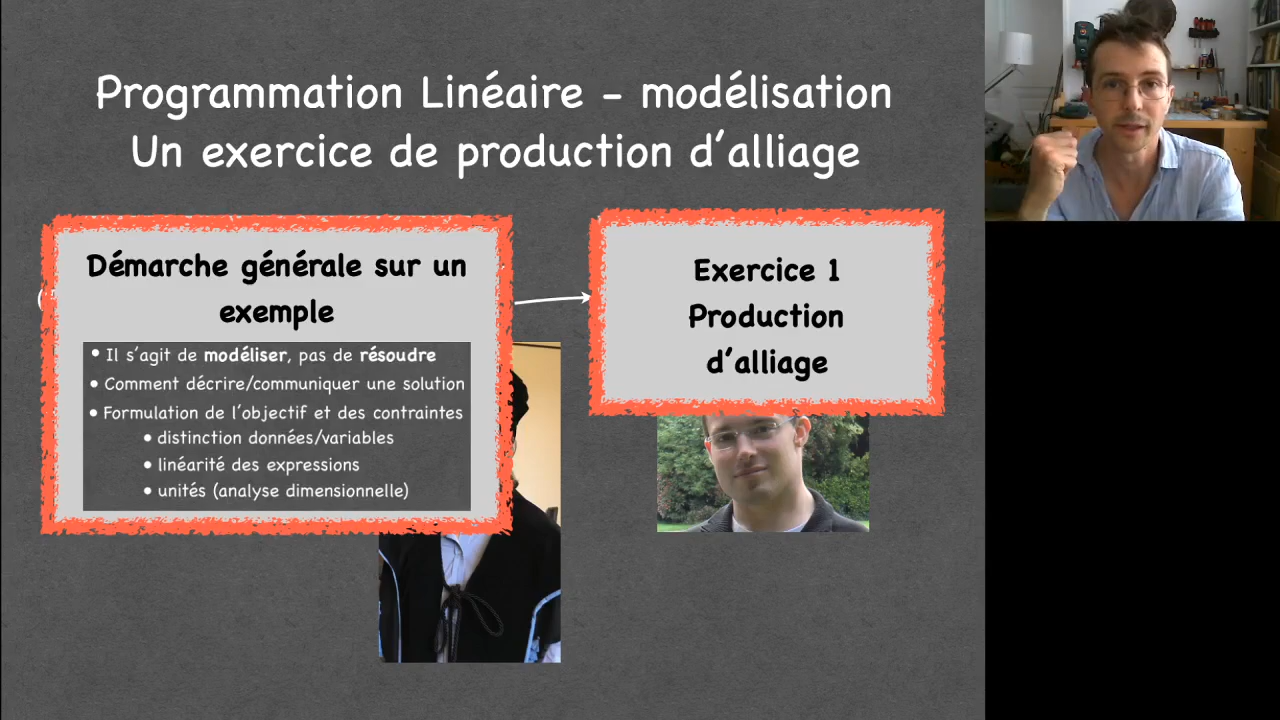 Programmation Linéaire - modélisation
Un exercice de production d'alliage
Démarche générale sur un
exemple
• Il s'agit de modéliser, pas de résoudre
• Comment décrire/communiquer une solution
• Formulation de l'objectif et des contraintes
• distinction données/variables
• linéarité des expressions
• unités (analyse dimensionnelle)
Exercice 1
Production
d'alliage